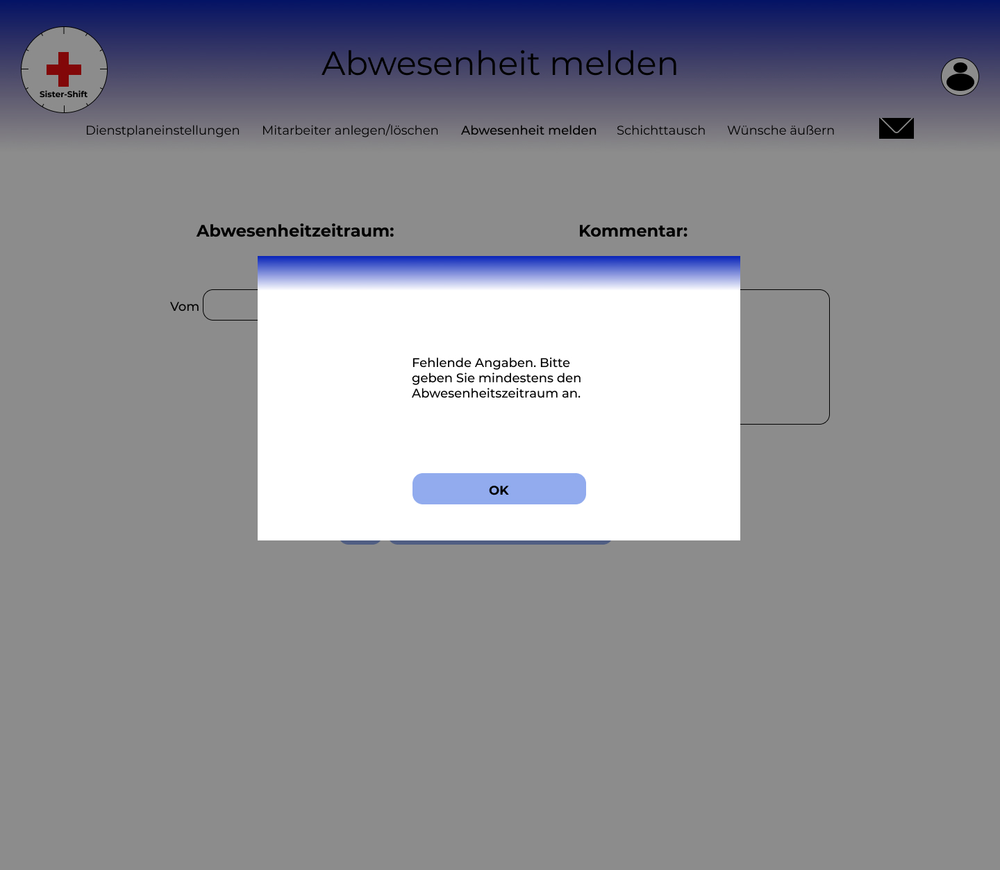 Abwesenheit melden
Sister-Shift
Dienstplaneinstellungen Mitarbeiter anlegen/löschen Abwesenheit melden Schichttausch Wünsche äußern
Abwesenheitzeitraum: Kommentar:
Vom
Fehlende Angaben. Bitte
geben Sie mindestens den
Abwesenheitszeitraum an.
OK